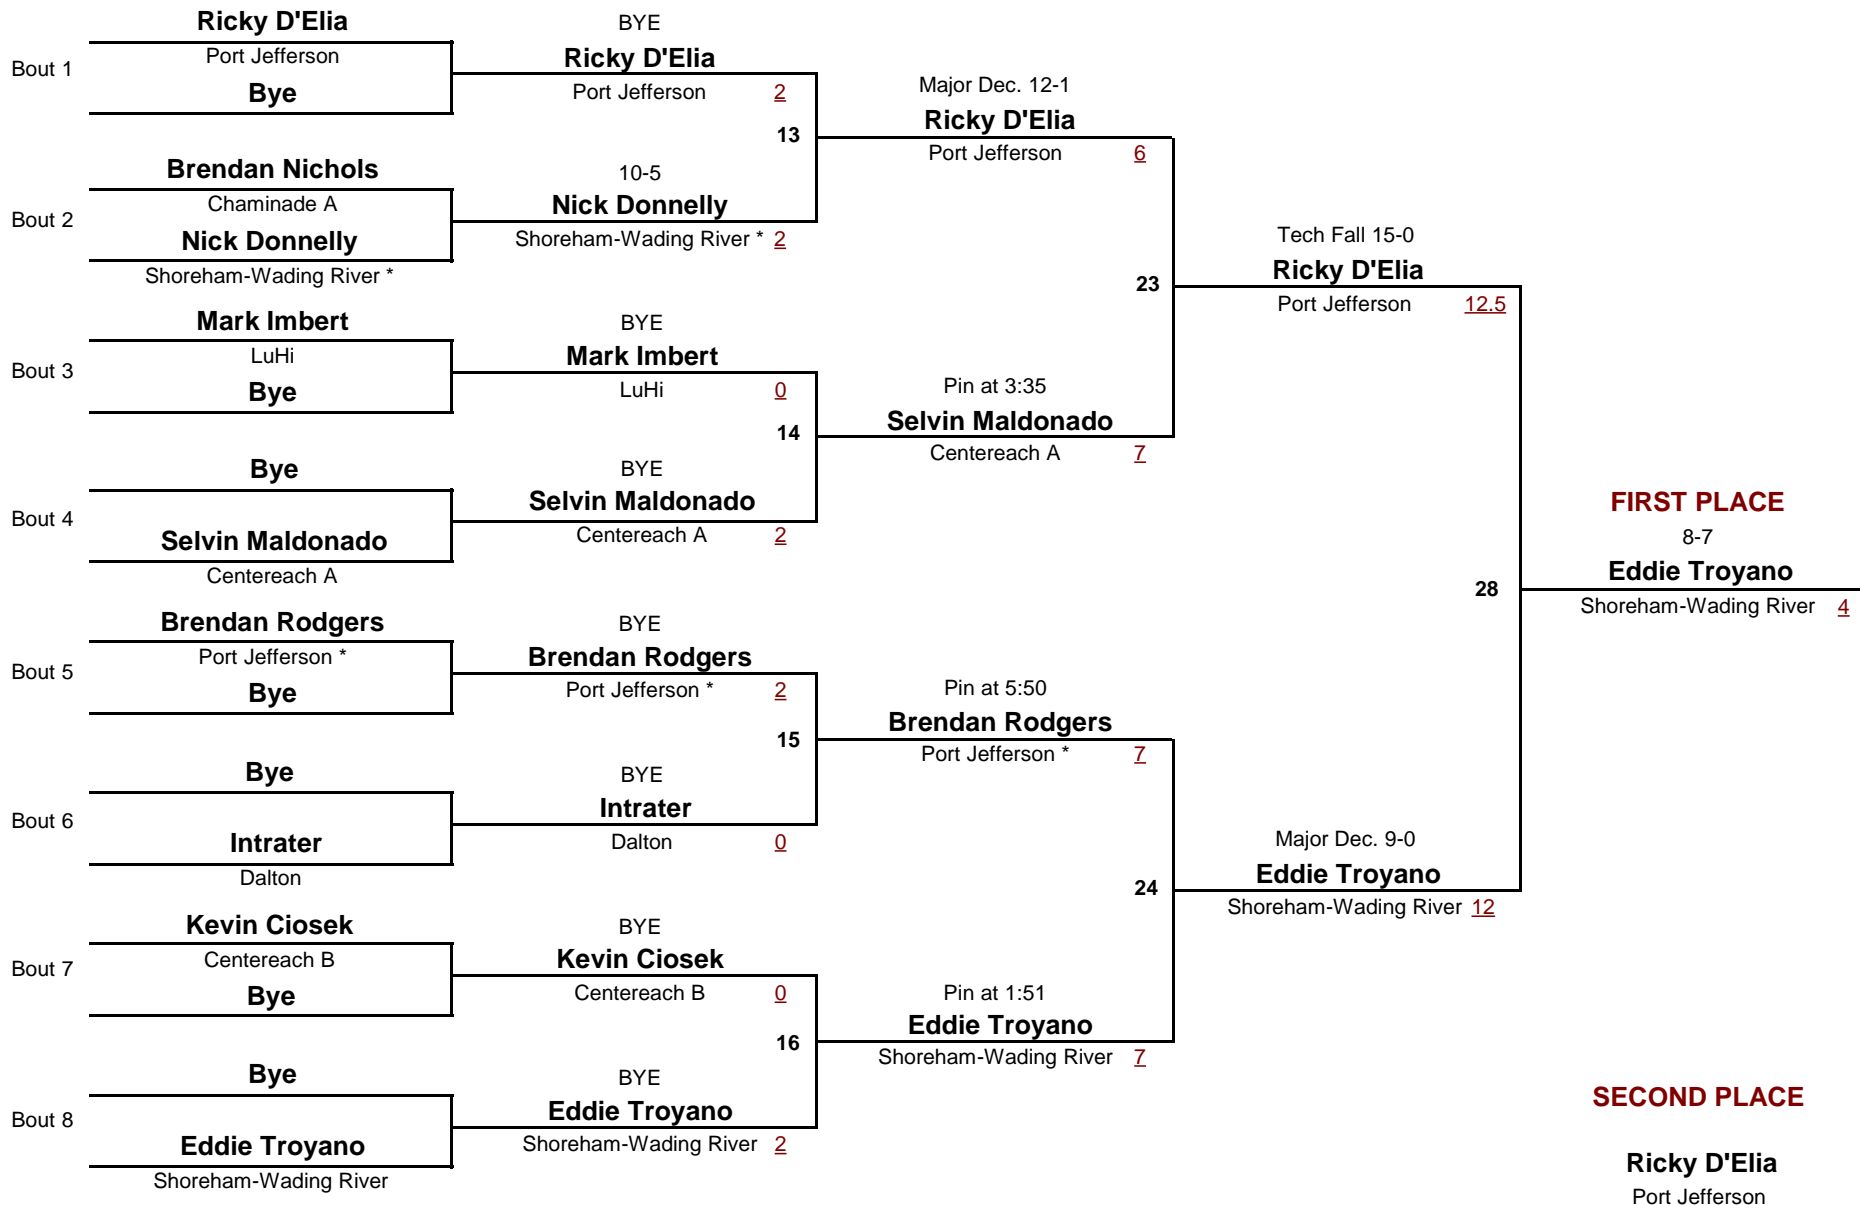 Bout 1
Ricky D'Elia
Port Jefferson
Bye
Bout 2
Brendan Nichols
Chaminade A
Nick Donnelly
Shoreham-Wading River *
Bout 3
Mark Imbert
LuHi
Bye
Bout 4
Bye
Selvin Maldonado
Centereach A
Bout 5
Brendan Rodgers
Port Jefferson *
Bye
Bout 6
Bye
Intrater
Dalton
Bout 7
Kevin Ciosek
Centereach B
Bye
Bout 8
Bye
Eddie Troyano
Shoreham-Wading River
BYE
Ricky D'Elia
Port Jefferson 2
13
10-5
Nick Donnelly
Shoreham-Wading River * 2
BYE
Mark Imbert
LuHi 0
14
BYE
Selvin Maldonado
Centereach A 2
BYE
Brendan Rodgers
Port Jefferson * 2
15
BYE
Intrater
Dalton 0
BYE
Kevin Ciosek
Centereach B 0
16
BYE
Eddie Troyano
Shoreham-Wading River 2
Major Dec. 12-1
Ricky D'Elia
Port Jefferson 6
23
Pin at 3:35
Selvin Maldonado
Centereach A 7
Pin at 5:50
Brendan Rodgers
Port Jefferson * 7
24
Pin at 1:51
Eddie Troyano
Shoreham-Wading River 7
Tech Fall 15-0
Ricky D'Elia
Port Jefferson 12.5
28
Major Dec. 9-0
Eddie Troyano
Shoreham-Wading River 12
FIRST PLACE
8-7
Eddie Troyano
Shoreham-Wading River 4
SECOND PLACE
Ricky D'Elia
Port Jefferson